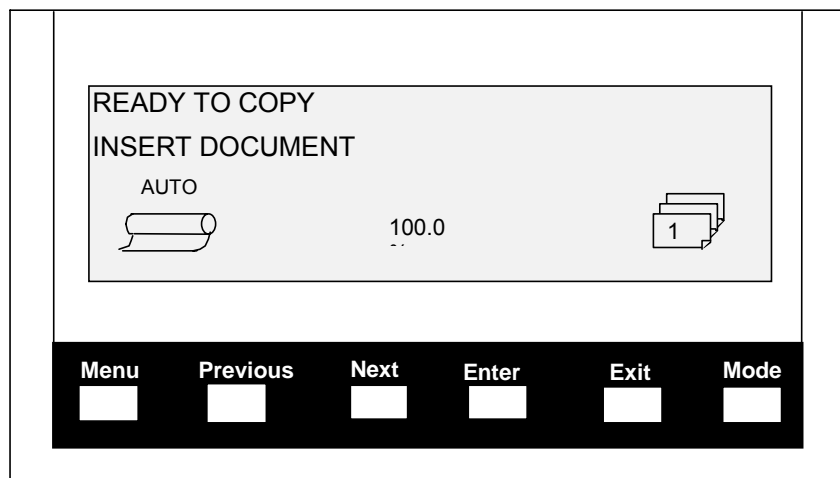 READY TO COPY
INSERT DOCUMENT
AUTO
100.0
1
Menu Previous Next Enter Exit Mode